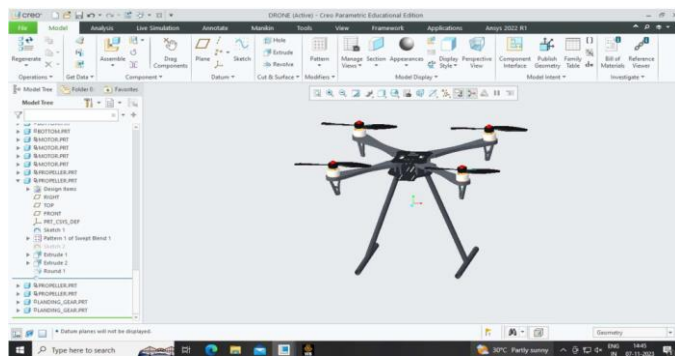 creo
DRONE (Active) - Creo Parametric Educational Edition
File Model Analysis Live Simulation Annotate Manikin Tools View Framework Applications Ansys 2022 R1
Regenerate Assemble Drag Components Plane Sketch Hole Extrude Revolve Pattern Manage Views Section Appearances Display Style Perspective View Component Interface Publish Geometry Family Table Bill of Materials Reference Viewer
Operations Get Data Component Datum Cut & Surface Modifiers Model Display Model Intent Investigate
Model Tree Folder Favorites
Model Tree
BOTTOM.PRT
MOTOR.PRT
MOTOR.PRT
MOTOR.PRT
MOTOR.PRT
PROPELLER.PRT
PROPELLER.PRT
Design Items
RIGHT
TOP
FRONT
PRT_CSYS_DEF
Sketch 1
Pattern 1 of Swept Blend 1
Sketch 2
Extrude 1
Extrude 2
Round 1
PROPELLER.PRT
PROPELLER.PRT
LANDING_GEAR.PRT
LANDING_GEAR.PRT
Datum planes will not be displayed.
Geometry
Type here to search
30°C Partly sunny
ENG
IN
14:45
07-11-2023